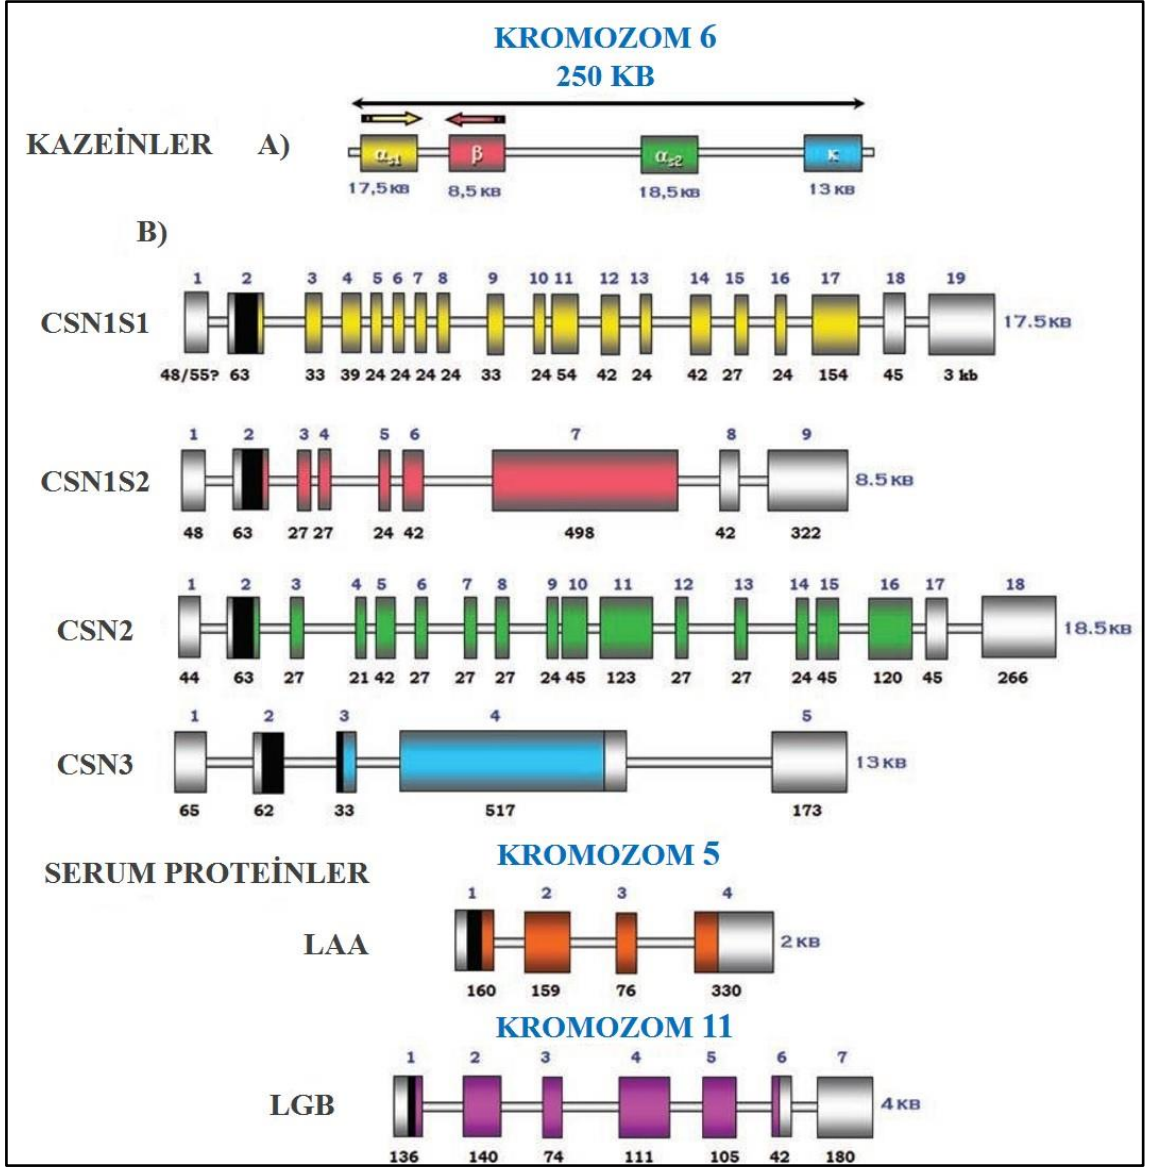 KROMOZOM 6
250 KB
KAZEİNLER A)
αs1 β αs2 κ
17,5 KB 8,5 KB 18,5 KB 13 KB
B)
1 2 3 4 5 6 7 8 9 10 11 12 13 14 15 16 17 18 19
CSN1S1 17.5 KB
48/55? 63 33 39 24 24 24 24 33 24 54 42 24 42 27 24 154 45 3 kb
1 2 3 4 5 6 7 8 9
CSN1S2 8.5 KB
48 63 27 27 24 42 498 42 322
1 2 3 4 5 6 7 8 9 10 11 12 13 14 15 16 17 18
CSN2 18.5 KB
44 63 27 21 42 27 27 27 24 45 123 27 27 24 45 120 45 266
1 2 3 4 5
CSN3 13 KB
65 62 33 517 173
KROMOZOM 5
SERUM PROTEİNLER
1 2 3 4
LAA 2 KB
160 159 76 330
KROMOZOM 11
1 2 3 4 5 6 7
LGB 4 KB
136 140 74 111 105 42 180